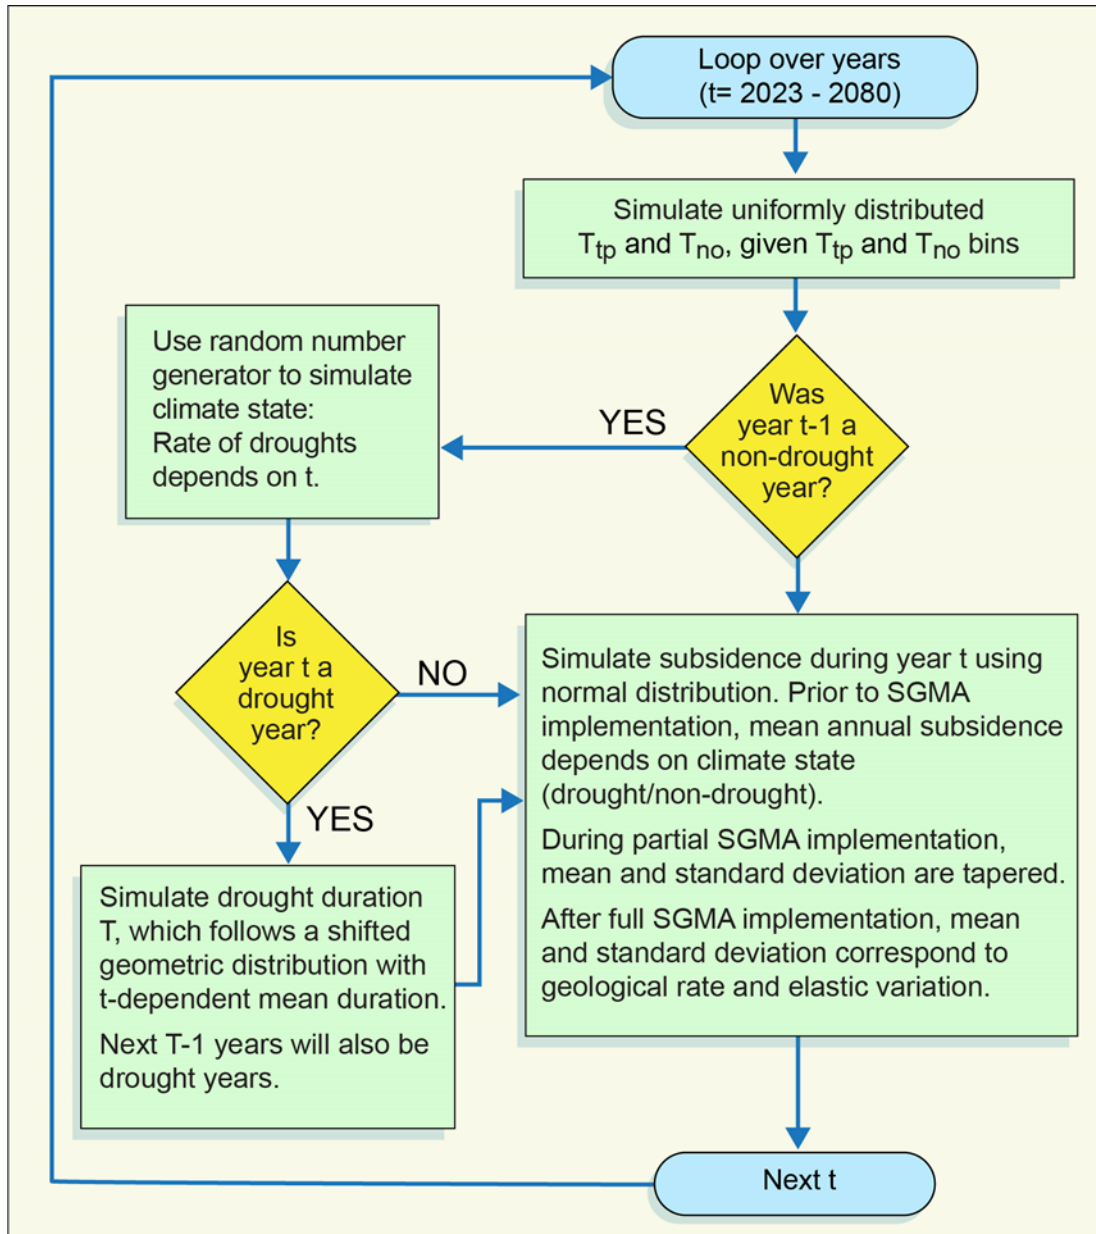 Loop over years
(t= 2023 - 2080)
Simulate uniformly distributed
Ttp and Tno, given Ttp and Tno bins
Was
year t-1 a
non-drought
year?
YES
Use random number
generator to simulate
climate state:
Rate of droughts
depends on t.
Is
year t a
drought
year?
NO
YES
Simulate drought duration
T, which follows a shifted
geometric distribution with
t-dependent mean duration.
Next T-1 years will also be
drought years.
Simulate subsidence during year t using
normal distribution. Prior to SGMA
implementation, mean annual subsidence
depends on climate state
(drought/non-drought).
During partial SGMA implementation,
mean and standard deviation are tapered.
After full SGMA implementation, mean
and standard deviation correspond to
geological rate and elastic variation.
Next t